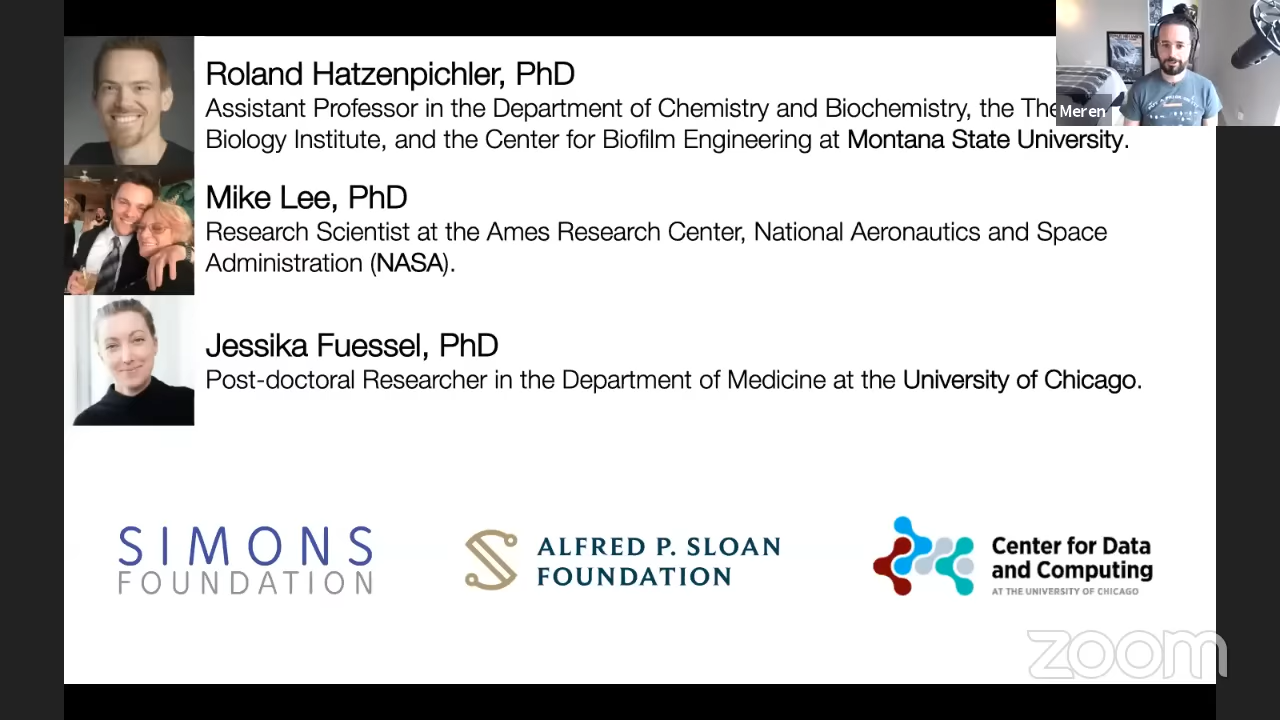 Roland Hatzenpichler, PhD
Assistant Professor in the Department of Chemistry and Biochemistry, the The
Biology Institute, and the Center for Biofilm Engineering at Montana State University.
Meren
Mike Lee, PhD
Research Scientist at the Ames Research Center, National Aeronautics and Space
Administration (NASA).
Jessika Fuessel, PhD
Post-doctoral Researcher in the Department of Medicine at the University of Chicago.
SIMONS
FOUNDATION
ALFRED P. SLOAN
FOUNDATION
Center for Data
and Computing
AT THE UNIVERSITY OF CHICAGO
zoom